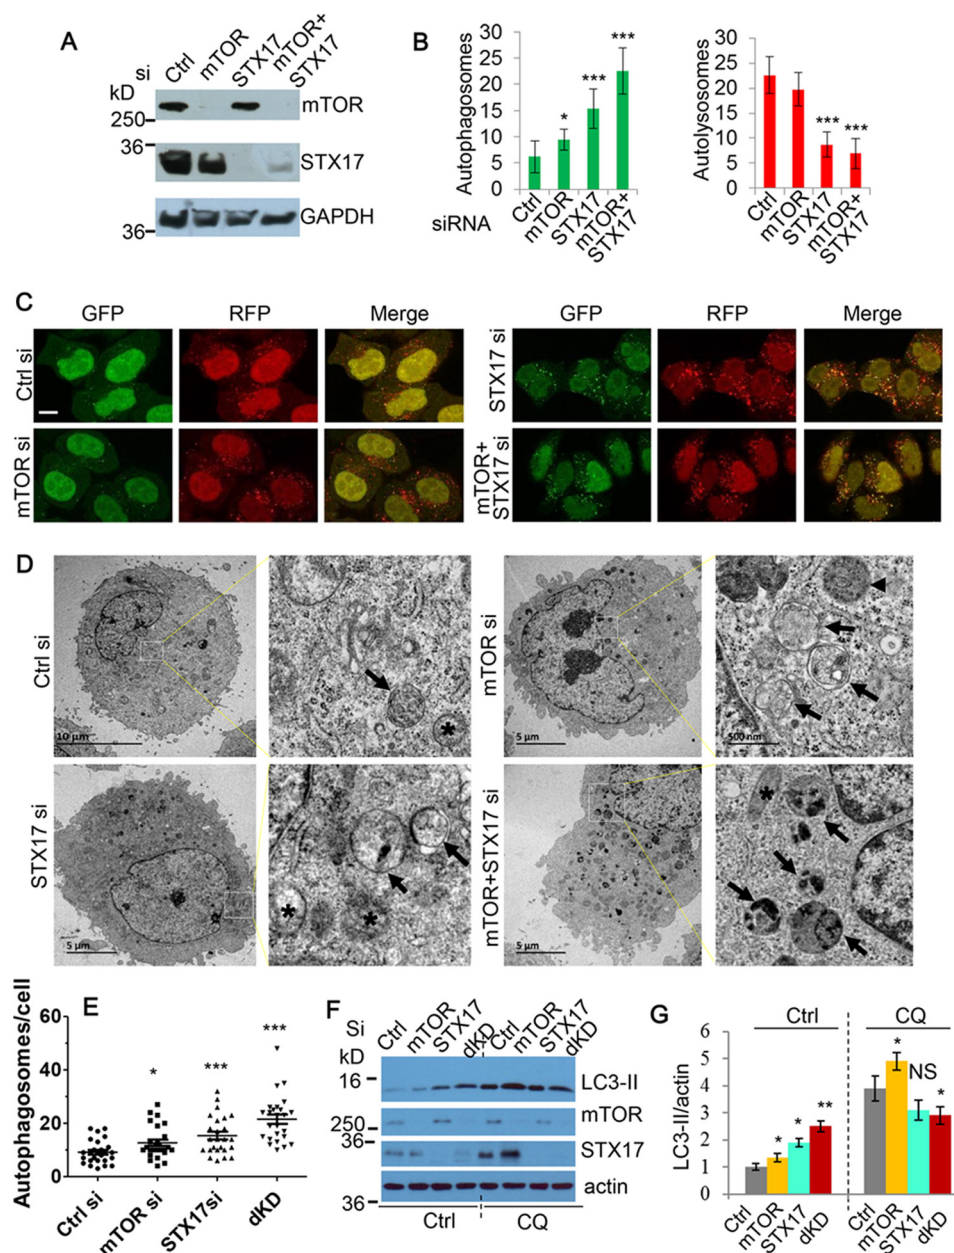 A
si
Ctrl
mTOR
STX17
mTOR+
STX17
kD
mTOR
250
36
STX17
GAPDH
36
B
Autophagosomes
30
25
20
15
10
5
0
*
***
***
siRNA
Ctrl
mTOR
STX17
mTOR+
STX17
Autolysosomes
30
25
20
15
10
5
0
***
***
Ctrl
mTOR
STX17
mTOR+
STX17
C
GFP
RFP
Merge
Ctrl si
mTOR si
GFP
RFP
Merge
STX17 si
mTOR+
STX17 si
D
Ctrl si
10 µm
*
mTOR si
5 µm
500 nm
STX17 si
5 µm
*
*
mTOR+STX17 si
5 µm
*
E
Autophagosomes/cell
60
40
20
0
*
***
***
Ctrl si
mTOR si
STX17si
dKD
F
Si
Ctrl
mTOR
STX17
dKD
Ctrl
mTOR
STX17
dKD
kD
16
LC3-II
250
mTOR
36
STX17
36
actin
Ctrl
CQ
G
Ctrl
CQ
LC3-II/actin
6
5
4
3
2
1
0
*
*
**
*
NS
*
Ctrl
mTOR
STX17
dKD
Ctrl
mTOR
STX17
dKD